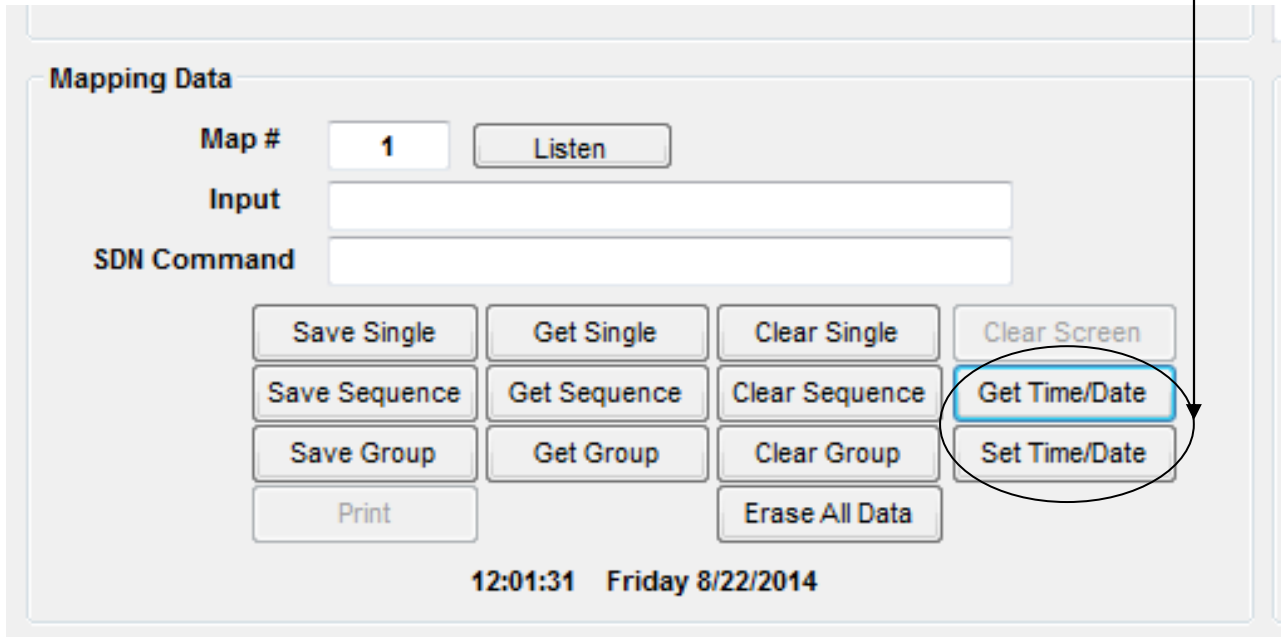 Mapping Data
Map # 1 Listen
Input
SDN Command
Save Single Get Single Clear Single Clear Screen
Save Sequence Get Sequence Clear Sequence Get Time/Date
Save Group Get Group Clear Group Set Time/Date
Print Erase All Data
12:01:31 Friday 8/22/2014